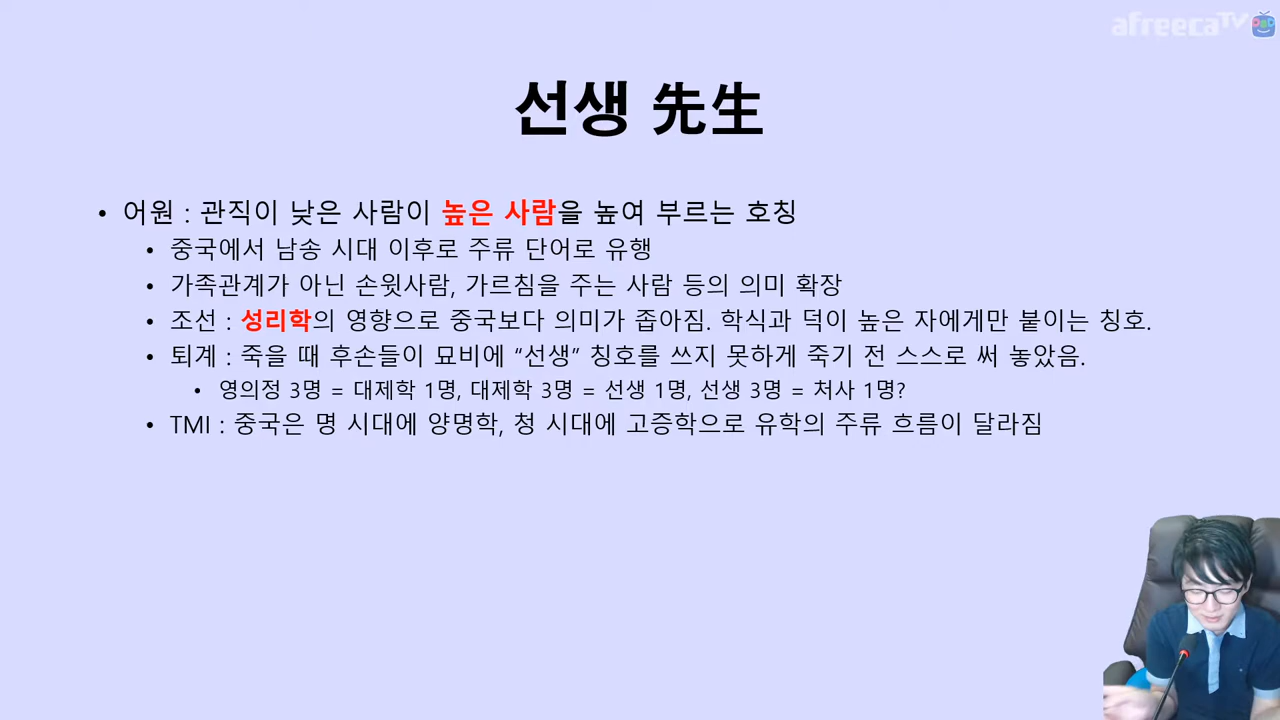 afreecaTV
선생 先生
• 어원 : 관직이 낮은 사람이 높은 사람을 높여 부르는 호칭
• 중국에서 남송 시대 이후로 주류 단어로 유행
• 가족관계가 아닌 손윗사람, 가르침을 주는 사람 등의 의미 확장
• 조선 : 성리학의 영향으로 중국보다 의미가 좁아짐. 학식과 덕이 높은 자에게만 붙이는 칭호.
• 퇴계 : 죽을 때 후손들이 묘비에 “선생” 칭호를 쓰지 못하게 죽기 전 스스로 써 놓았음.
• 영의정 3명 = 대제학 1명, 대제학 3명 = 선생 1명, 선생 3명 = 처사 1명?
• TMI : 중국은 명 시대에 양명학, 청 시대에 고증학으로 유학의 주류 흐름이 달라짐